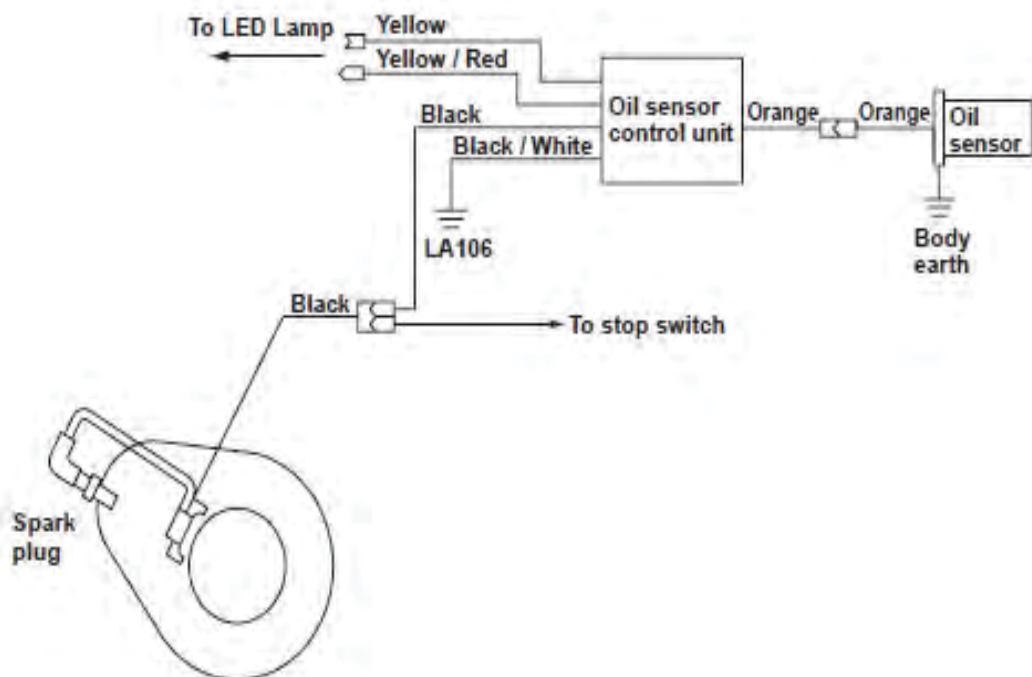 To LED Lamp
Yellow
Yellow / Red
Black
Black / White
Oil sensor
control unit
Orange
Orange
Oil
sensor
LA106
Body
earth
Black
To stop switch
Spark
plug